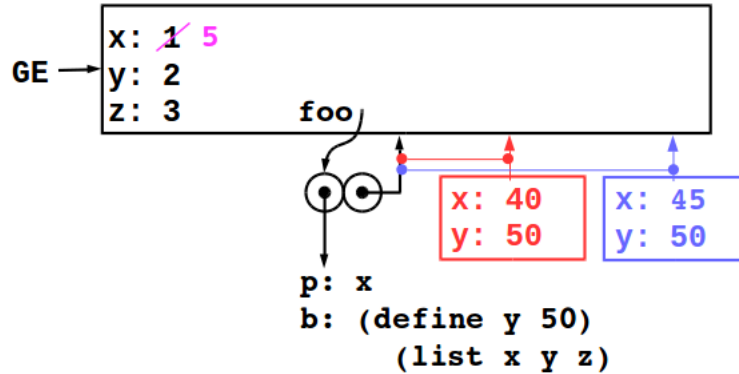 x: 1 5
GE y: 2
z: 3 foo
x: 40 x: 45
y: 50 y: 50
p: x
b: (define y 50)
(list x y z)